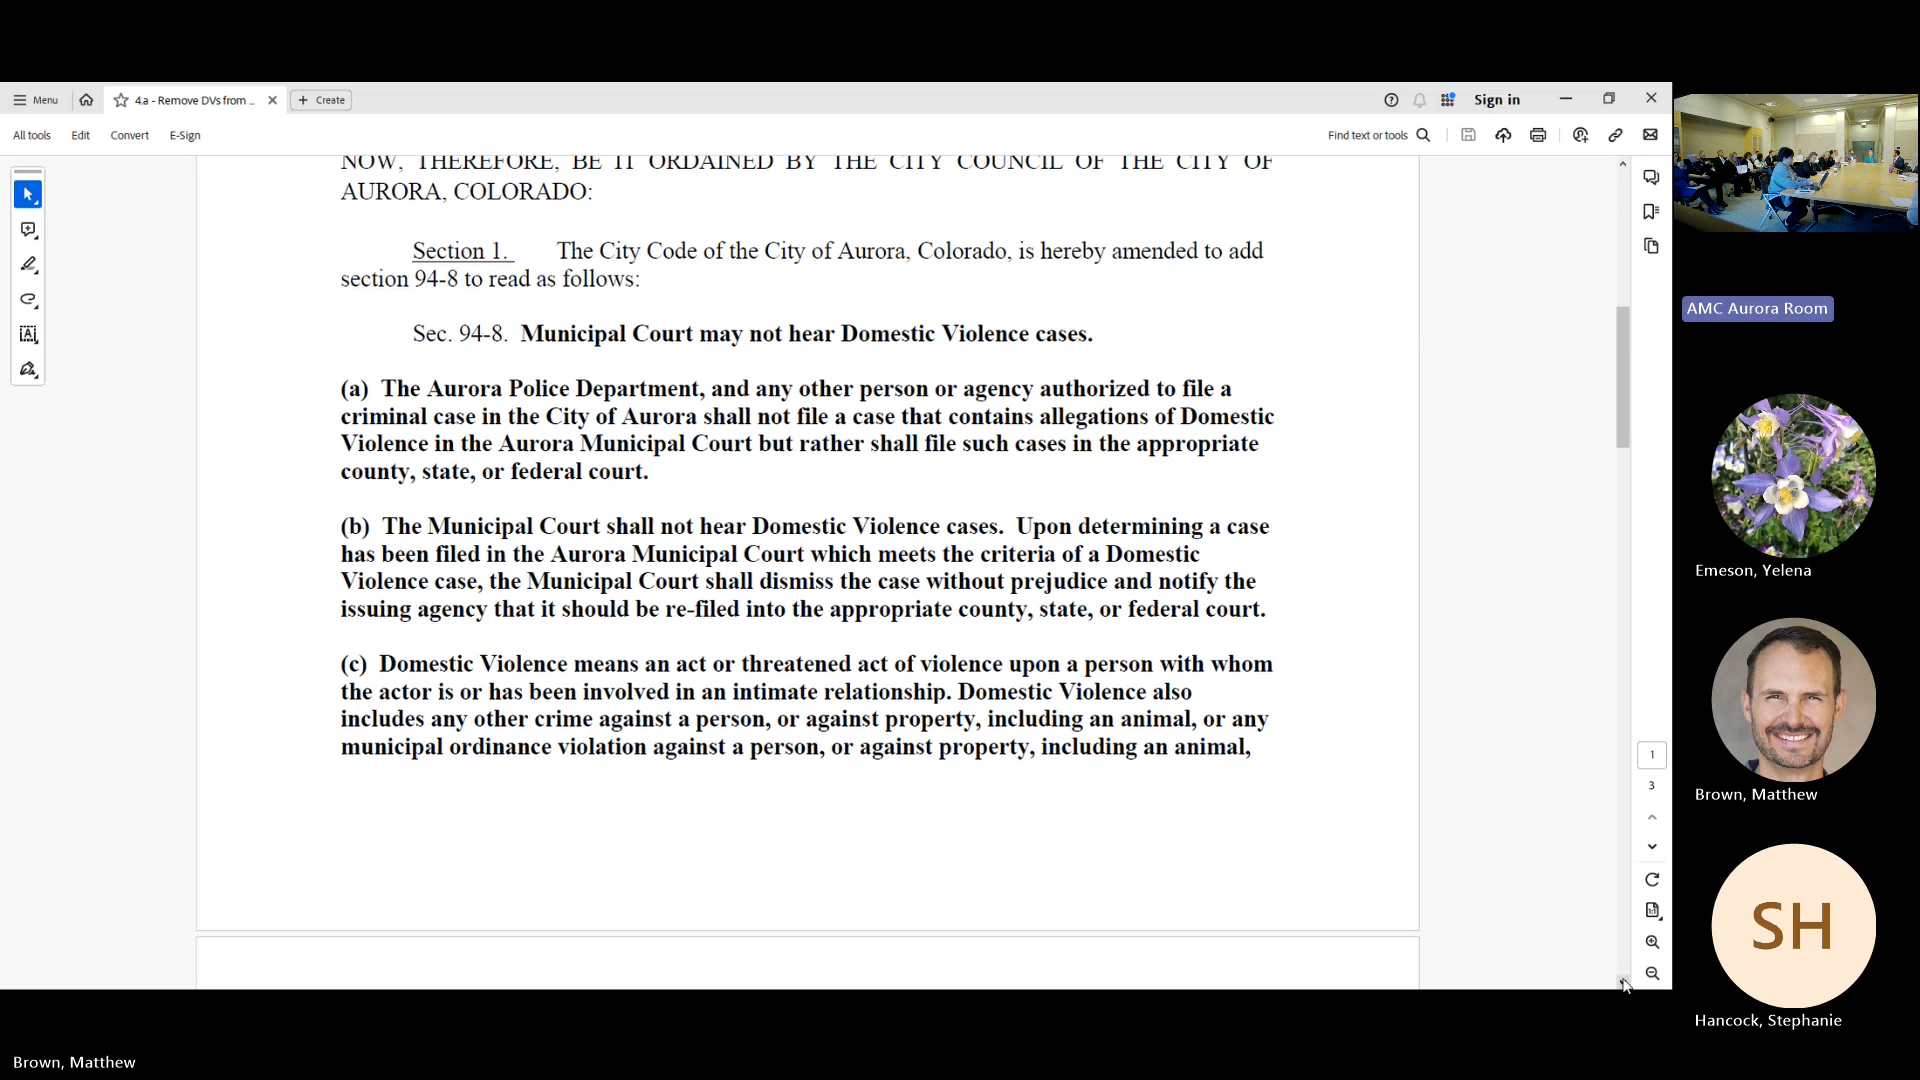 Menu
4.a - Remove DVs from ...
Create
Sign in
All tools
Edit
Convert
E-Sign
Find text or tools
NOW, THEREFORE, BE IT ORDAINED BY THE CITY COUNCIL OF THE CITY OF
AURORA, COLORADO:
Section 1. The City Code of the City of Aurora, Colorado, is hereby amended to add
section 94-8 to read as follows:
Sec. 94-8. Municipal Court may not hear Domestic Violence cases.
(a) The Aurora Police Department, and any other person or agency authorized to file a
criminal case in the City of Aurora shall not file a case that contains allegations of Domestic
Violence in the Aurora Municipal Court but rather shall file such cases in the appropriate
county, state, or federal court.
(b) The Municipal Court shall not hear Domestic Violence cases. Upon determining a case
has been filed in the Aurora Municipal Court which meets the criteria of a Domestic
Violence case, the Municipal Court shall dismiss the case without prejudice and notify the
issuing agency that it should be re-filed into the appropriate county, state, or federal court.
(c) Domestic Violence means an act or threatened act of violence upon a person with whom
the actor is or has been involved in an intimate relationship. Domestic Violence also
includes any other crime against a person, or against property, including an animal, or any
municipal ordinance violation against a person, or against property, including an animal,
1
3
AMC Aurora Room
Emeson, Yelena
Brown, Matthew
SH
Hancock, Stephanie
Brown, Matthew